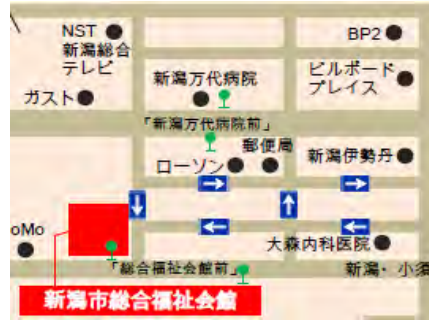 NST
新潟総合
テレビ
BP2
ガスト
新潟万代病院
ビルボード
プレイス
「新潟万代病院前」
郵便局
ローソン
新潟伊勢丹
oMo
大森内科医院
「総合福祉会館前」
新潟・小須
新潟市総合福祉会館